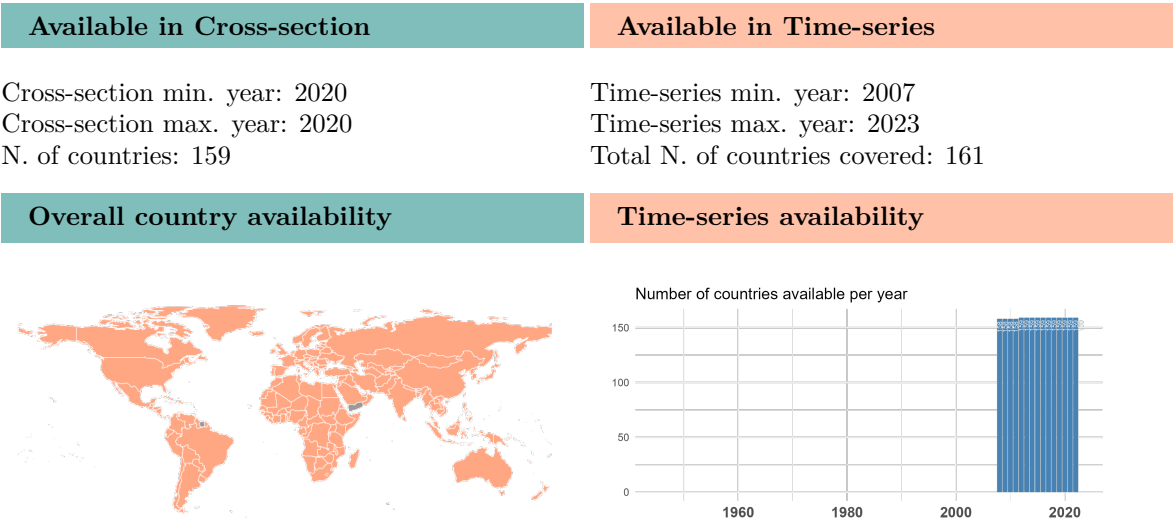 Available in Cross-section
Available in Time-series
Cross-section min. year: 2020
Cross-section max. year: 2020
N. of countries: 159
Time-series min. year: 2007
Time-series max. year: 2023
Total N. of countries covered: 161
Overall country availability
Time-series availability
Number of countries available per year
150
100
50
0
1960
1980
2000
2020